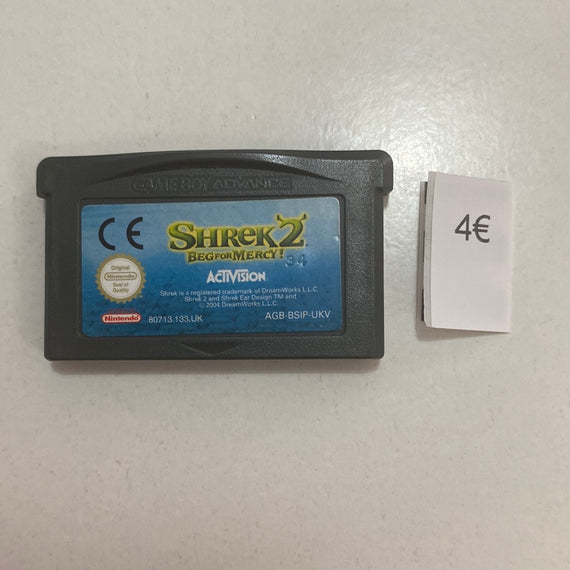 GAME BOY ADVANCE
CE
SHREK 2
BEG FOR MERCY!
34
ACTIVISION
Original
Nintendo
Seal of
Quality
Shrek is a registered trademark of DreamWorks L.L.C.
Shrek 2 and Shrek Ear Design TM and
© 2004 DreamWorks L.L.C.
Nintendo
80713.133.UK
AGB-BSIP-UKV
4€